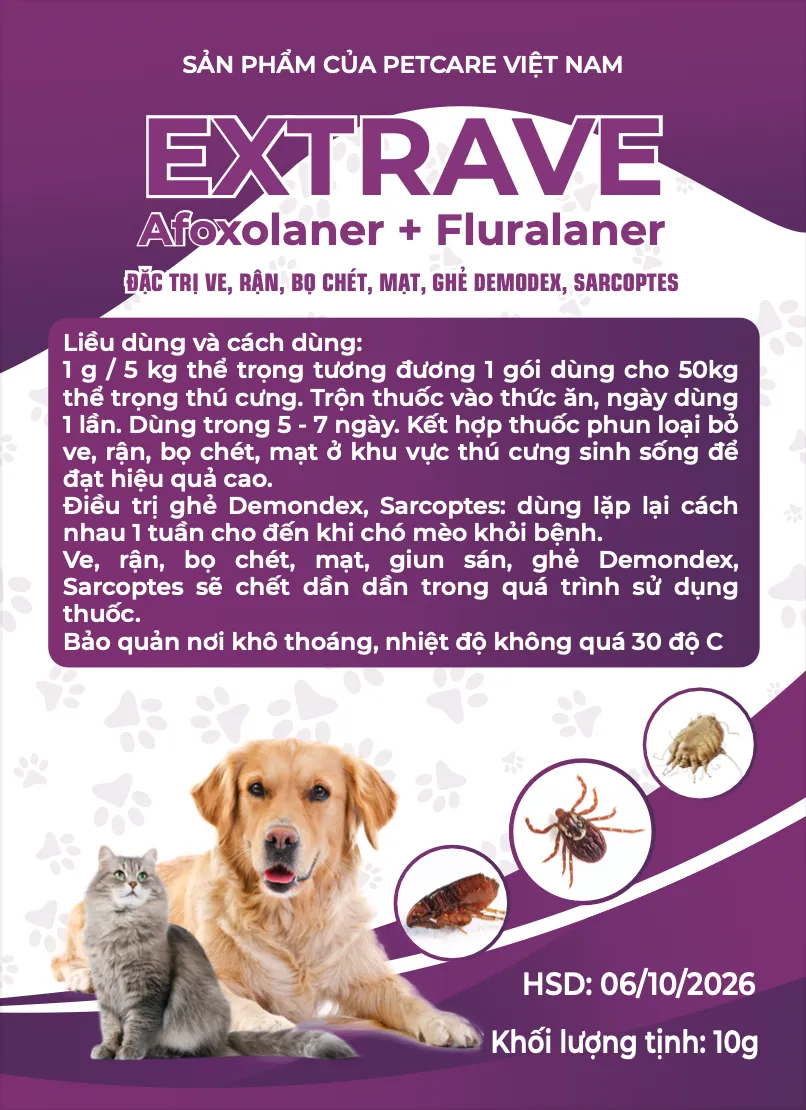 SẢN PHẨM CỦA PETCARE VIỆT NAM
EXTRAVE
Afoxolaner + Fluralaner
ĐẶC TRỊ VE, RẬN, BỌ CHÉT, MẠT, GHẺ DEMODEX, SARCOPTES
Liều dùng và cách dùng:
1 g / 5 kg thể trọng tương đương 1 gói dùng cho 50kg
thể trọng thú cưng. Trộn thuốc vào thức ăn, ngày dùng
1 lần. Dùng trong 5 - 7 ngày. Kết hợp thuốc phun loại bỏ
ve, rận, bọ chét, mạt ở khu vực thú cưng sinh sống để
đạt hiệu quả cao.
Điều trị ghẻ Demondex, Sarcoptes: dùng lặp lại cách
nhau 1 tuần cho đến khi chó mèo khỏi bệnh.
Ve, rận, bọ chét, mạt, giun sán, ghẻ Demondex,
Sarcoptes sẽ chết dần dần trong quá trình sử dụng
thuốc.
Bảo quản nơi khô thoáng, nhiệt độ không quá 30 độ C
HSD: 06/10/2026
Khối lượng tịnh: 10g